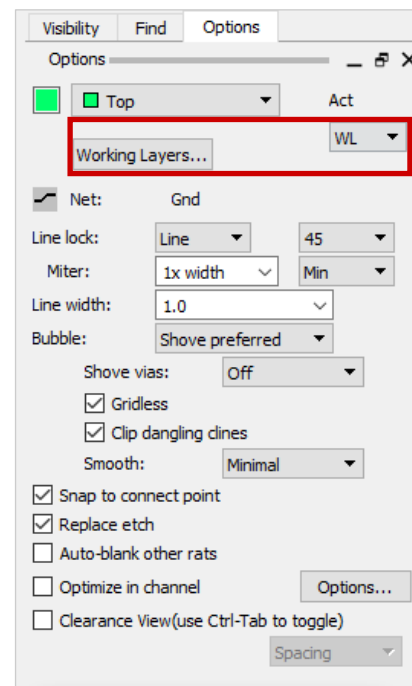 Visibility Find Options
Options
Top Act
WL
Working Layers...
Net: Gnd
Line lock: Line 45
Miter: 1x width Min
Line width: 1.0
Bubble: Shove preferred
Shove vias: Off
Gridless
Clip dangling clines
Smooth: Minimal
Snap to connect point
Replace etch
Auto-blank other rats
Optimize in channel Options...
Clearance View(use Ctrl-Tab to toggle)
Spacing